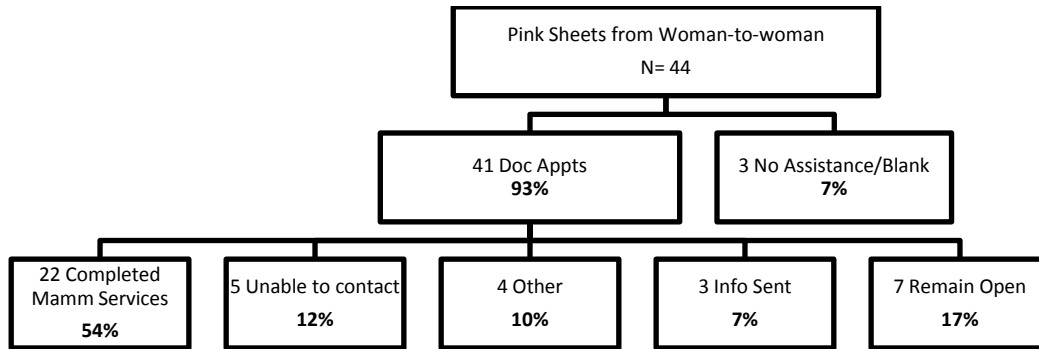 Pink Sheets from Woman-to-woman
N= 44
41 Doc Appts
93%
3 No Assistance/Blank
7%
22 Completed
Mamm Services
54%
5 Unable to contact
12%
4 Other
10%
3 Info Sent
7%
7 Remain Open
17%